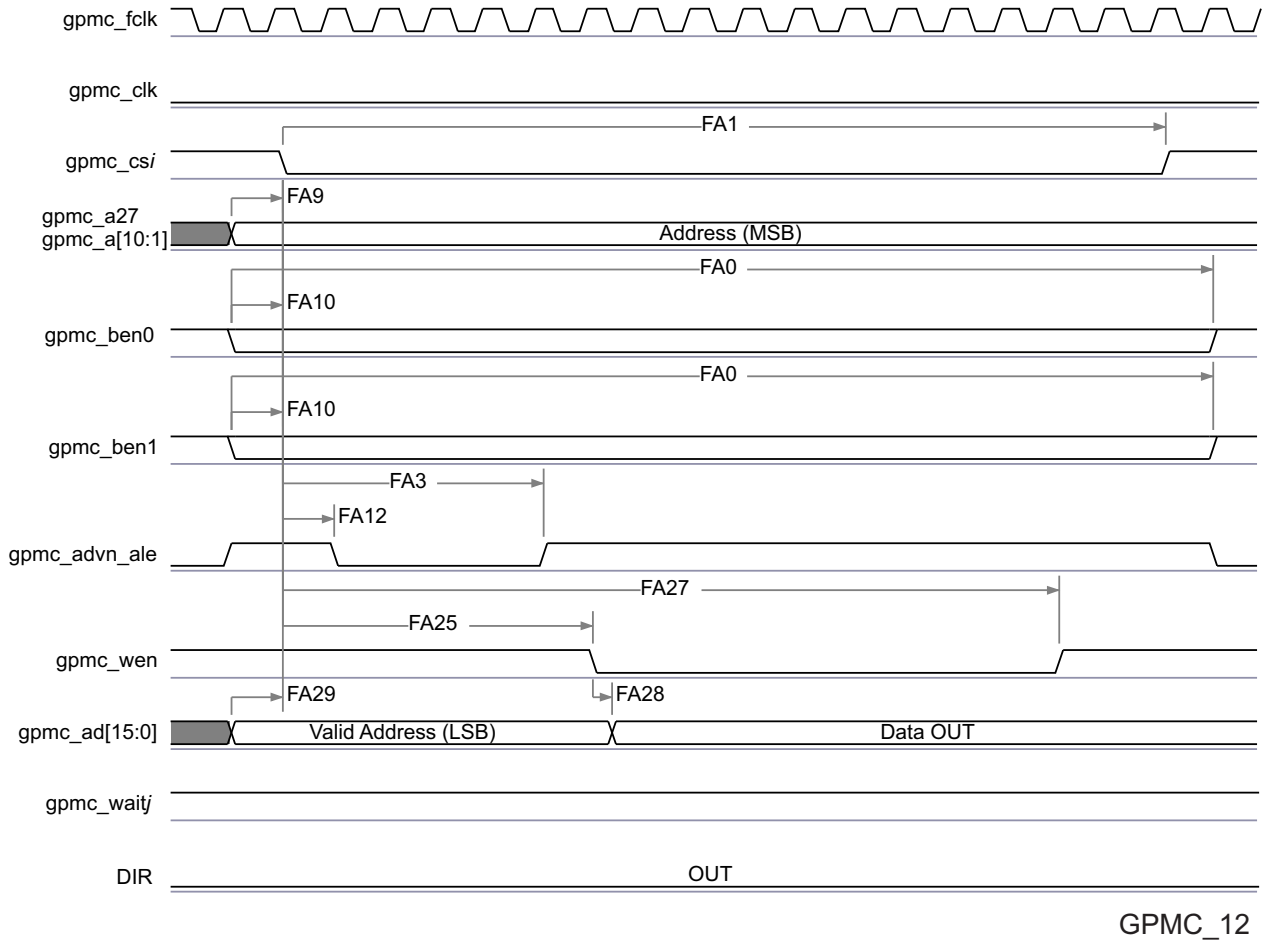 gpmc_fclk
gpmc_clk
FA1
gpmc_csi
FA9
gpmc_a27
gpmc_a[10:1]
Address (MSB)
FA0
FA10
gpmc_ben0
FA0
FA10
gpmc_ben1
FA3
FA12
gpmc_advn_ale
FA27
FA25
gpmc_wen
FA29
FA28
gpmc_ad[15:0]
Valid Address (LSB)
Data OUT
gpmc_waitj
DIR
OUT
GPMC_12